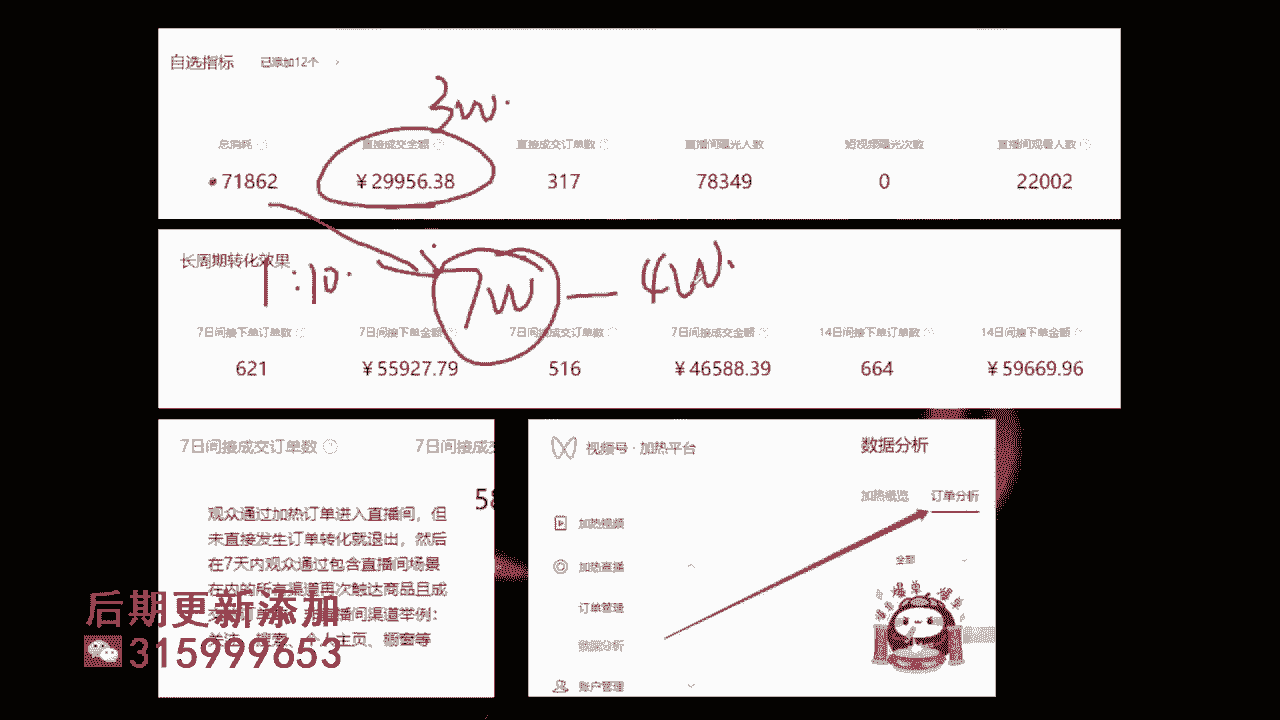 自选指标 已添加12个 >
3W.
总消耗 直接成交金额 直接成交订单数 直播间曝光人数 短视频曝光次数 直播间观看人数
71862 ¥29956.38 317 78349 0 22002
长周期转化效果
1:10. 7W — 4W.
7日间接下单订单数 7日间接下单金额 7日间接成交订单数 7日间接成交金额 14日间接下单订单数 14日间接下单金额
621 ¥55927.79 516 ¥46588.39 664 ¥59669.96
7日间接成交订单数 7日间接成交
58
观众通过加热订单进入直播间，但
未直接发生订单转化就退出，然后
在7天内观众通过包含直播间场景
在内的所有渠道再次触达商品且成
播间渠道举例：
关注、搜索、个人主页、橱窗等
视频号·加热平台 数据分析
加热概览 订单分析
加热视频
全部
加热直播
订单管理
数据分析
账户管理
爆单 爆单
后期更新添加
315999653